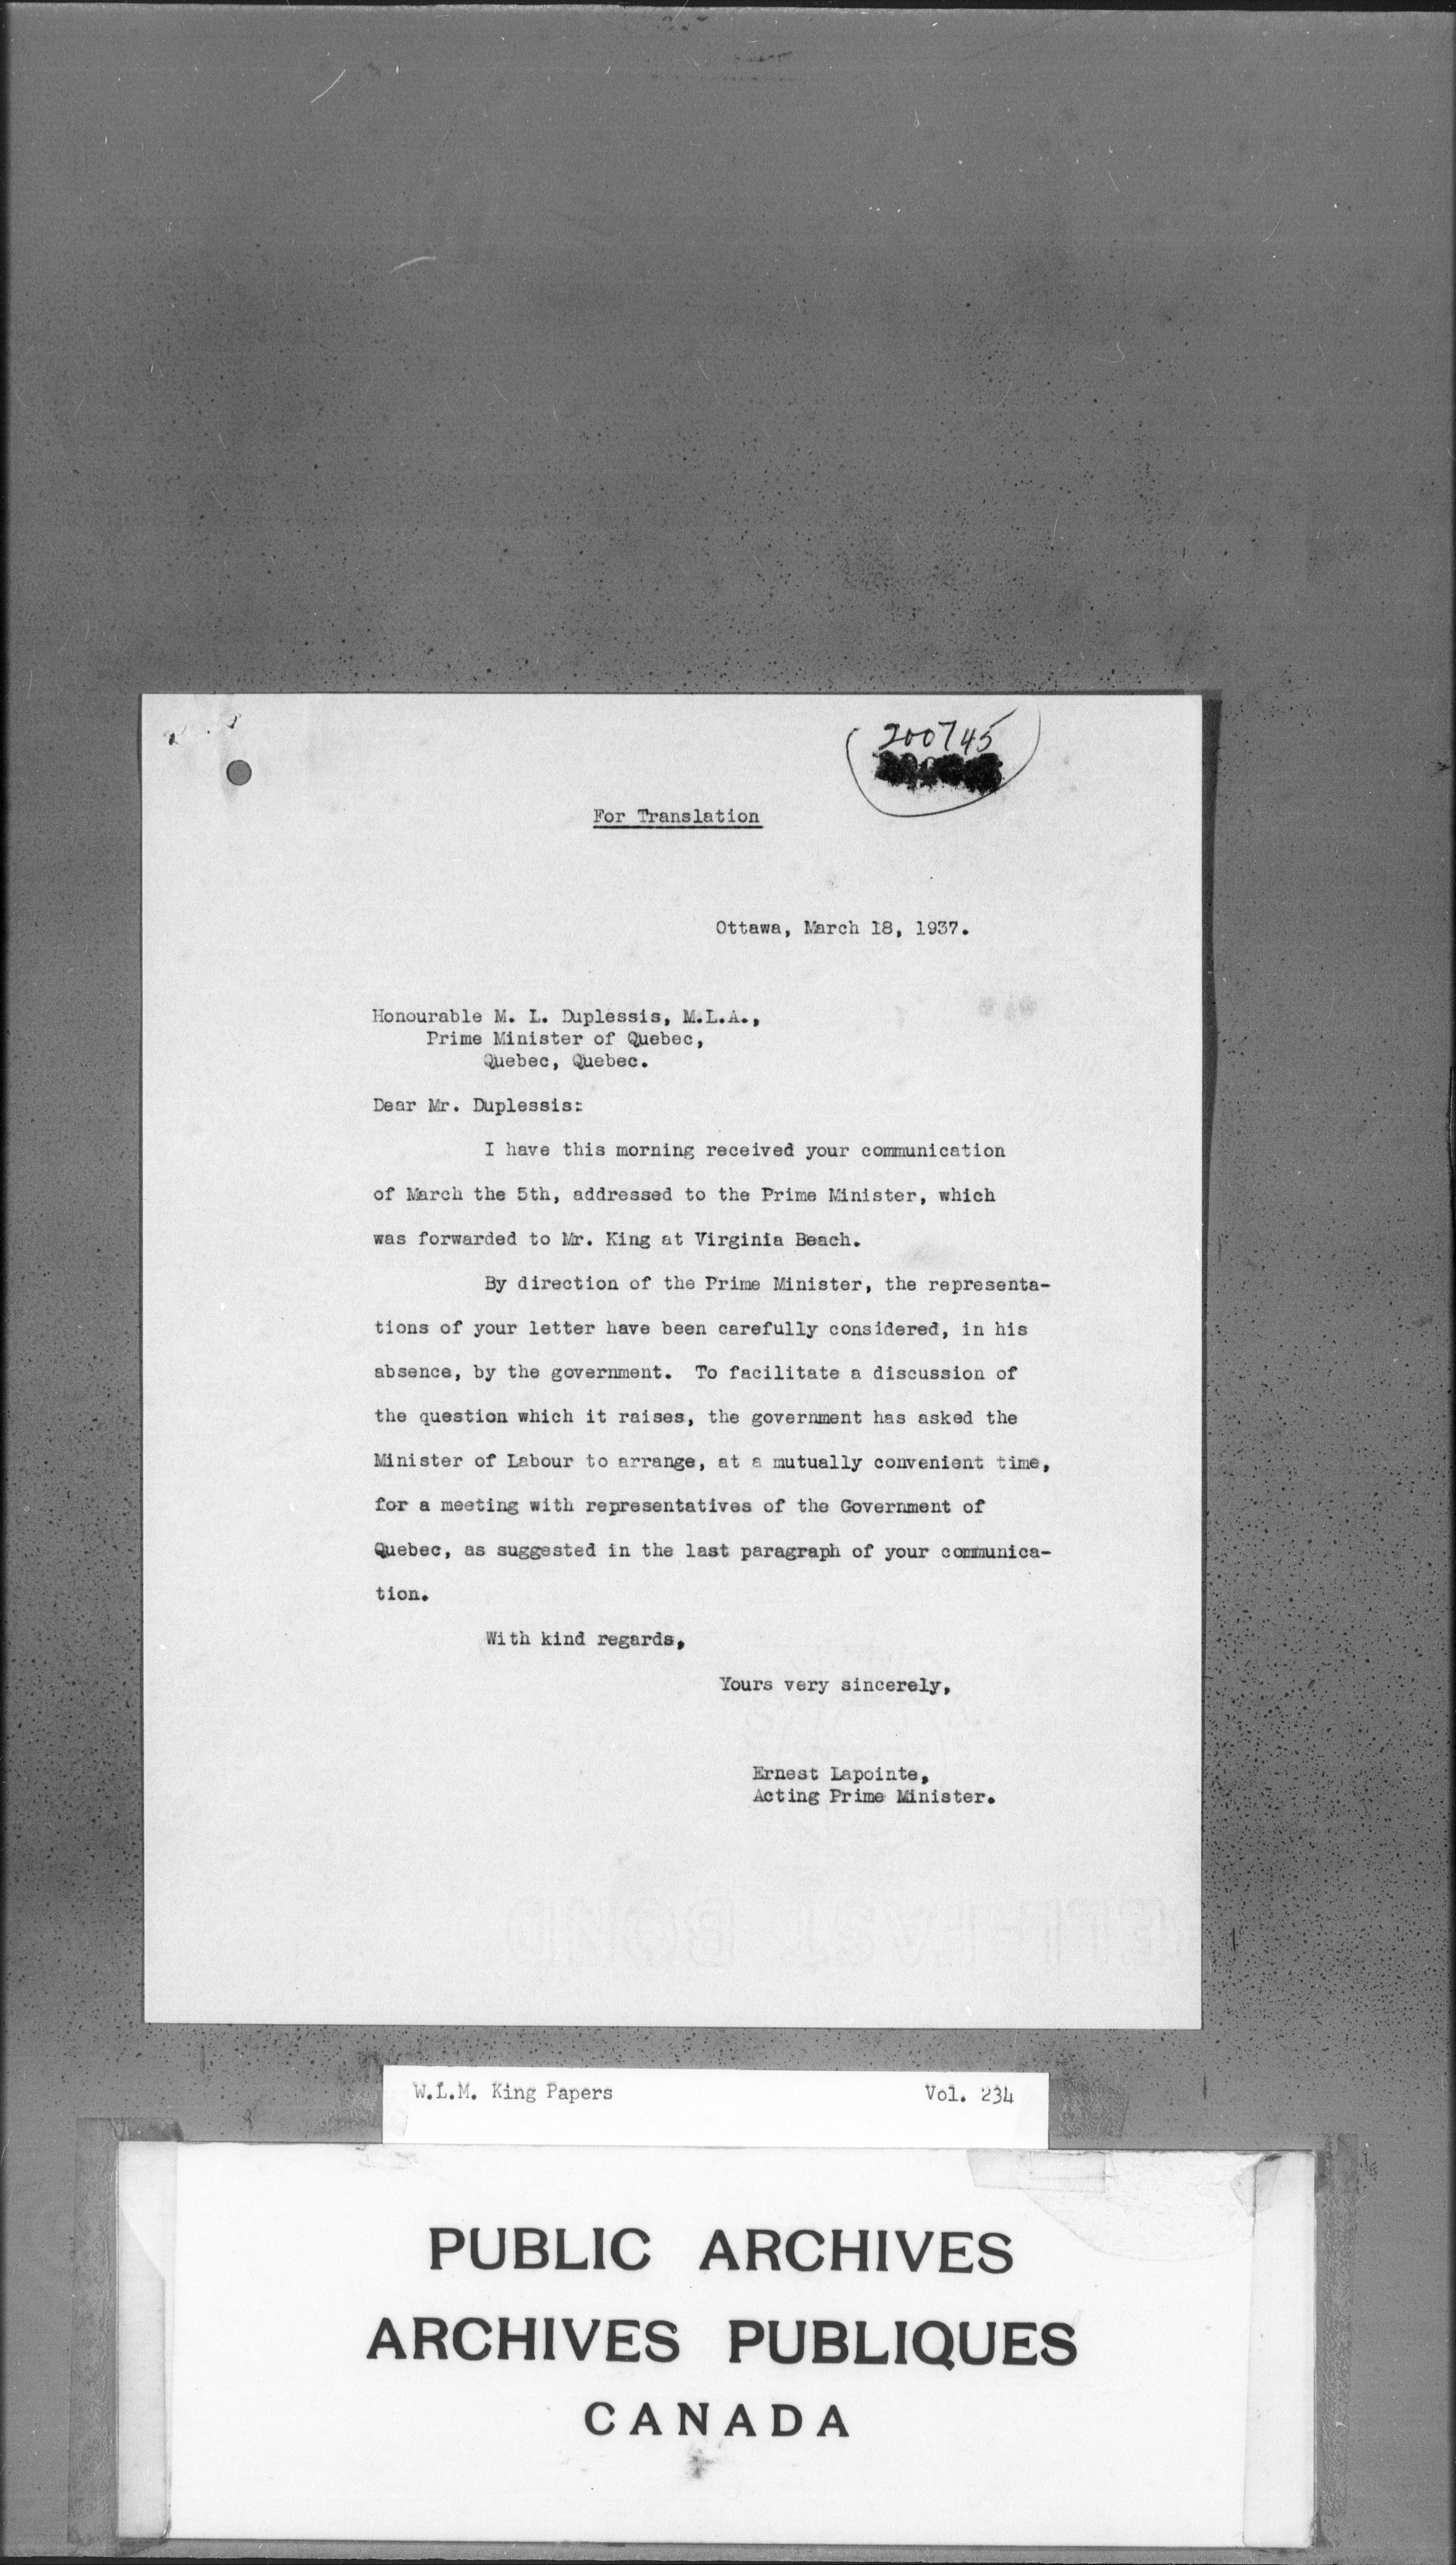 200745
For Translation
Ottawa, March 18, 1937.
Honourable M. L. Duplessis, M.L.A.,
Prime Minister of Quebec,
Quebec, Quebec.
Dear Mr. Duplessis:
I have this morning received your communication
of March the 5th, addressed to the Prime Minister, which
was forwarded to Mr. King at Virginia Beach.
By direction of the Prime Minister, the representa-
tions of your letter have been carefully considered, in his
absence, by the government. To facilitate a discussion of
the question which it raises, the government has asked the
Minister of Labour to arrange, at a mutually convenient time,
for a meeting with representatives of the Government of
Quebec, as suggested in the last paragraph of your communica-
tion.
With kind regards,
Yours very sincerely,
Ernest Lapointe,
Acting Prime Minister.
W.L.M. King Papers Vol. 234
PUBLIC ARCHIVES
ARCHIVES PUBLIQUES
CANADA